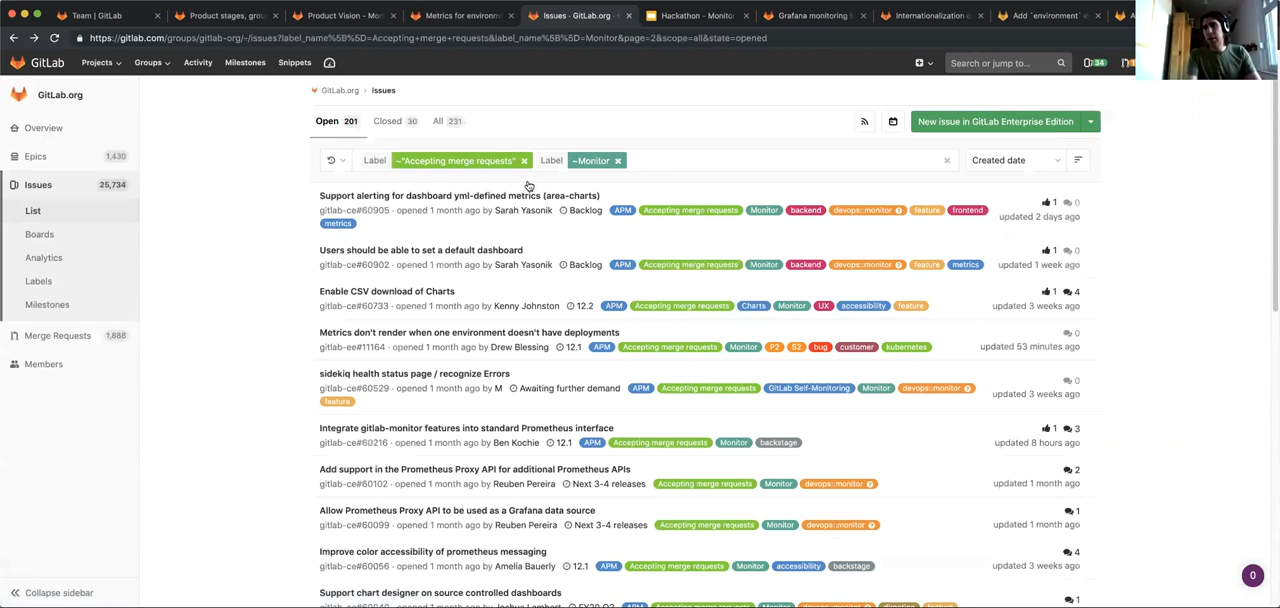 Team | GitLab
Product stages, grou
Product Vision - Mon
Metrics for environm
Issues · GitLab.org ·
Hackathon - Monitor
Grafana monitoring li
Internationalization o
Add `environment` d
https://gitlab.com/groups/gitlab-org/-/issues?label_name%5B%5D=Accepting+merge+requests&label_name%5B%5D=Monitor&page=2&scope=all&state=opened
GitLab Projects Groups Activity Milestones Snippets Search or jump to... 34
GitLab.org
Overview
Epics 1,430
Issues 25,734
List
Boards
Analytics
Labels
Milestones
Merge Requests 1,886
Members
Collapse sidebar
GitLab.org > Issues
Open 201 Closed 30 All 231
New issue in GitLab Enterprise Edition
Label ~"Accepting merge requests" Label ~Monitor Created date
Support alerting for dashboard yml-defined metrics (area-charts) 1 0
gitlab-ce#60905 · opened 1 month ago by Sarah Yasonik Backlog APM Accepting merge requests Monitor backend devops::monitor feature frontend updated 2 days ago
metrics
Users should be able to set a default dashboard 1 0
gitlab-ce#60902 · opened 1 month ago by Sarah Yasonik Backlog APM Accepting merge requests Monitor backend devops::monitor feature metrics updated 1 week ago
Enable CSV download of Charts 1 4
gitlab-ce#60733 · opened 1 month ago by Kenny Johnston 12.2 APM Accepting merge requests Charts Monitor UX accessibility feature updated 3 weeks ago
Metrics don't render when one environment doesn't have deployments 0
gitlab-ee#11164 · opened 1 month ago by Drew Blessing 12.1 APM Accepting merge requests Monitor P2 S2 bug customer kubernetes updated 53 minutes ago
sidekiq health status page / recognize Errors 0
gitlab-ce#60529 · opened 1 month ago by M Awaiting further demand APM Accepting merge requests GitLab Self-Monitoring Monitor devops::monitor updated 3 weeks ago
feature
Integrate gitlab-monitor features into standard Prometheus interface 1 3
gitlab-ce#60216 · opened 1 month ago by Ben Kochie 12.1 APM Accepting merge requests Monitor backstage updated 8 hours ago
Add support in the Prometheus Proxy API for additional Prometheus APIs 2
gitlab-ce#60102 · opened 1 month ago by Reuben Pereira Next 3-4 releases Accepting merge requests Monitor devops::monitor updated 1 month ago
Allow Prometheus Proxy API to be used as a Grafana data source 1
gitlab-ce#60099 · opened 1 month ago by Reuben Pereira Next 3-4 releases Accepting merge requests Monitor devops::monitor updated 1 month ago
Improve color accessibility of prometheus messaging 4
gitlab-ce#60056 · opened 1 month ago by Amelia Bauerly 12.1 APM Accepting merge requests Monitor accessibility backstage updated 3 weeks ago
Support chart designer on source controlled dashboards 1
0